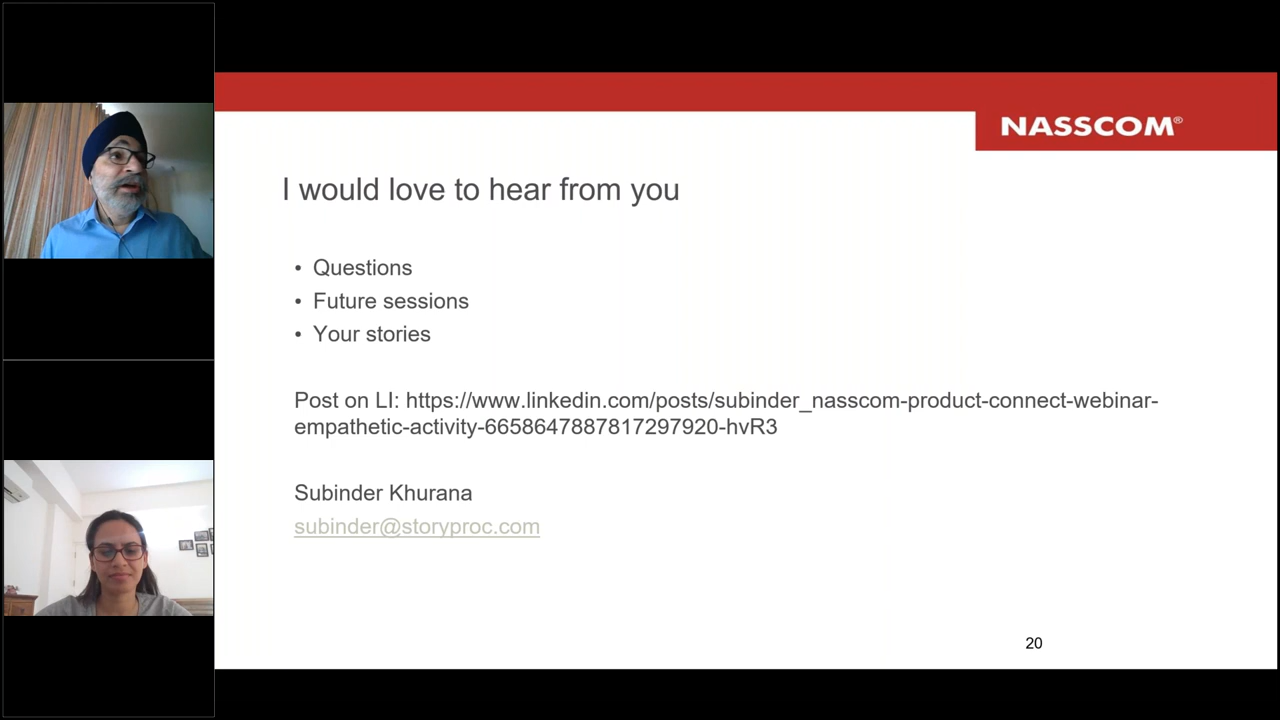 NASSCOM®
I would love to hear from you
• Questions
• Future sessions
• Your stories
Post on LI: https://www.linkedin.com/posts/subinder_nasscom-product-connect-webinar-
empathetic-activity-6658647887817297920-hvR3
Subinder Khurana
subinder@storyproc.com
20